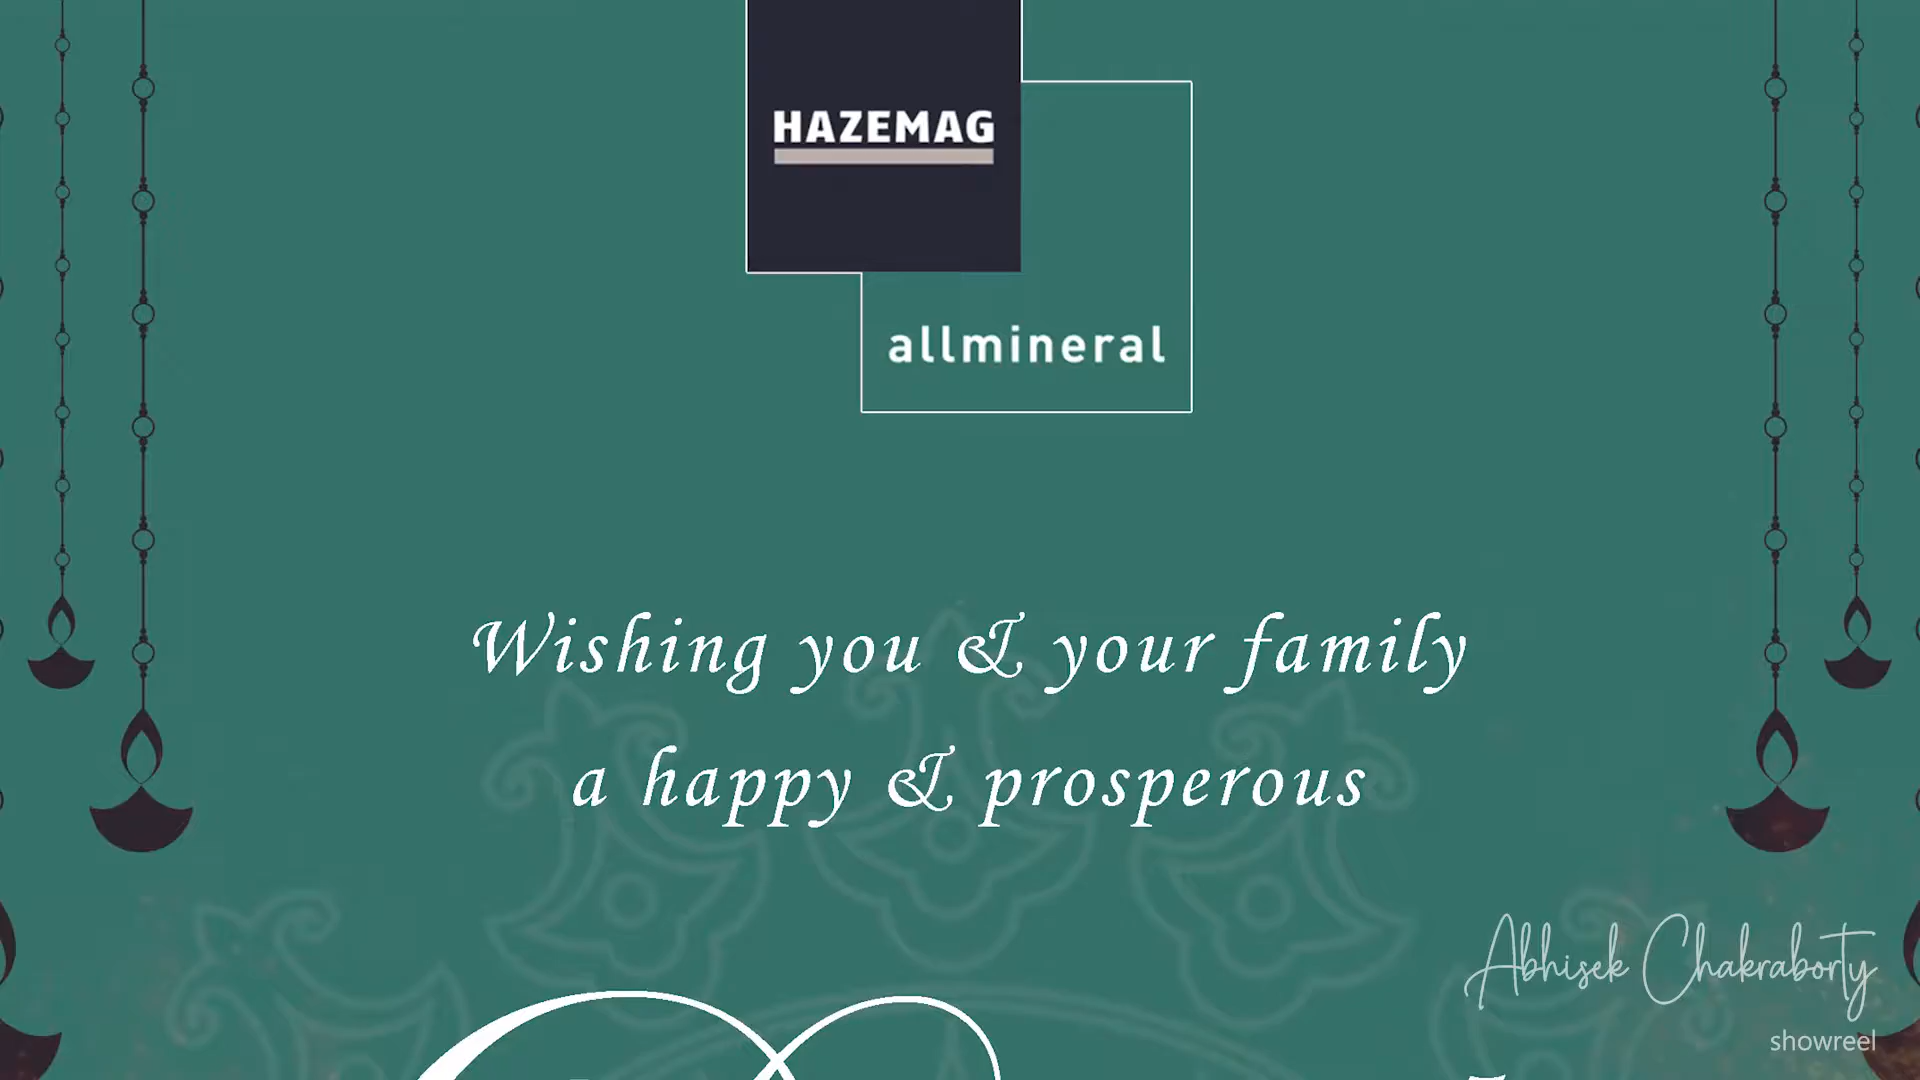 HAZEMAG
allmineral
Wishing you & your family
a happy & prosperous
Abhisek Chakraborty
showreel